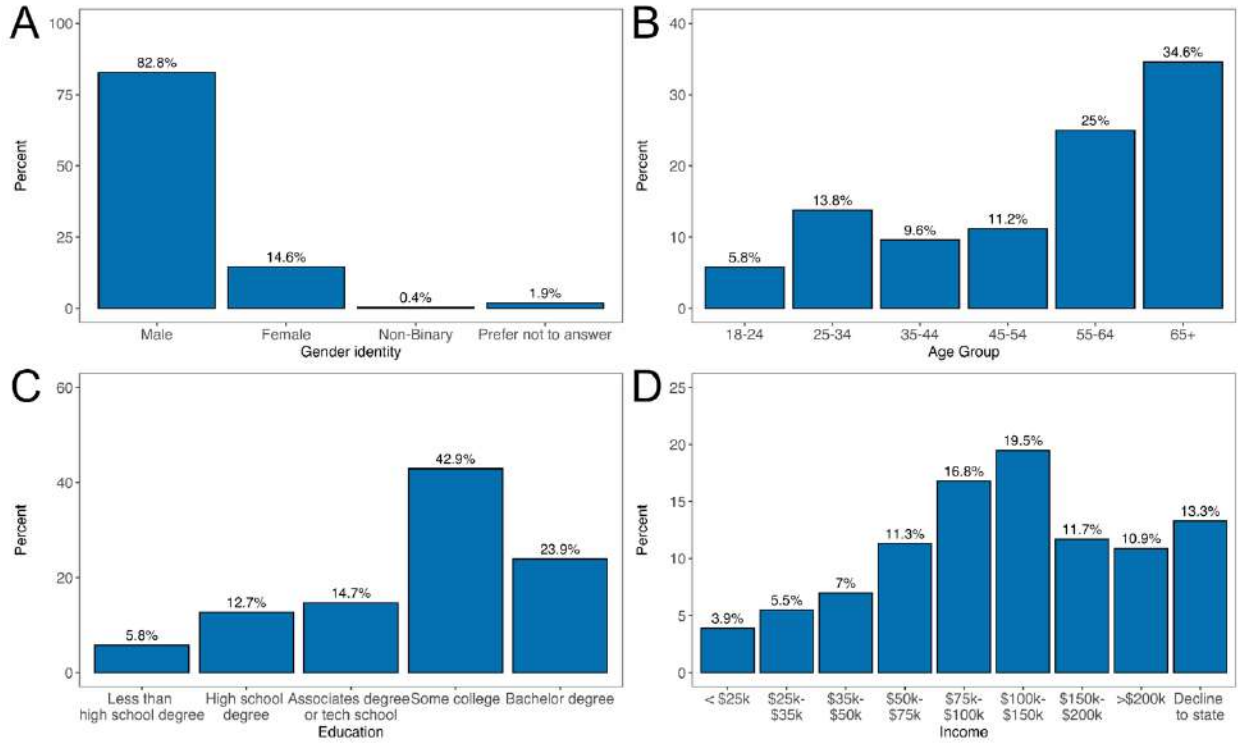 A
Percent
100
75
50
25
0
82.8%
14.6%
0.4%
1.9%
Male Female Non-Binary Prefer not to answer
Gender identity
B
Percent
40
30
20
10
0
5.8%
13.8%
9.6%
11.2%
25%
34.6%
18-24 25-34 35-44 45-54 55-64 65+
Age Group
C
Percent
60
40
20
0
5.8%
12.7%
14.7%
42.9%
23.9%
Less than High school Associates degree Some college Bachelor degree
high school degree degree or tech school
Education
D
Percent
25
20
15
10
5
0
3.9%
5.5%
7%
11.3%
16.8%
19.5%
11.7%
10.9%
13.3%
< $25k $25k- $35k- $50k- $75k- $100k- $150k- >$200k Decline
$35k $50k $75k $100k $150k $200k to state
Income